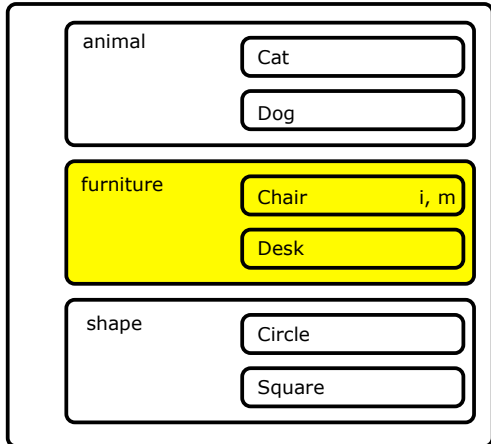 animal
Cat
Dog
furniture
Chair i, m
Desk
shape
Circle
Square